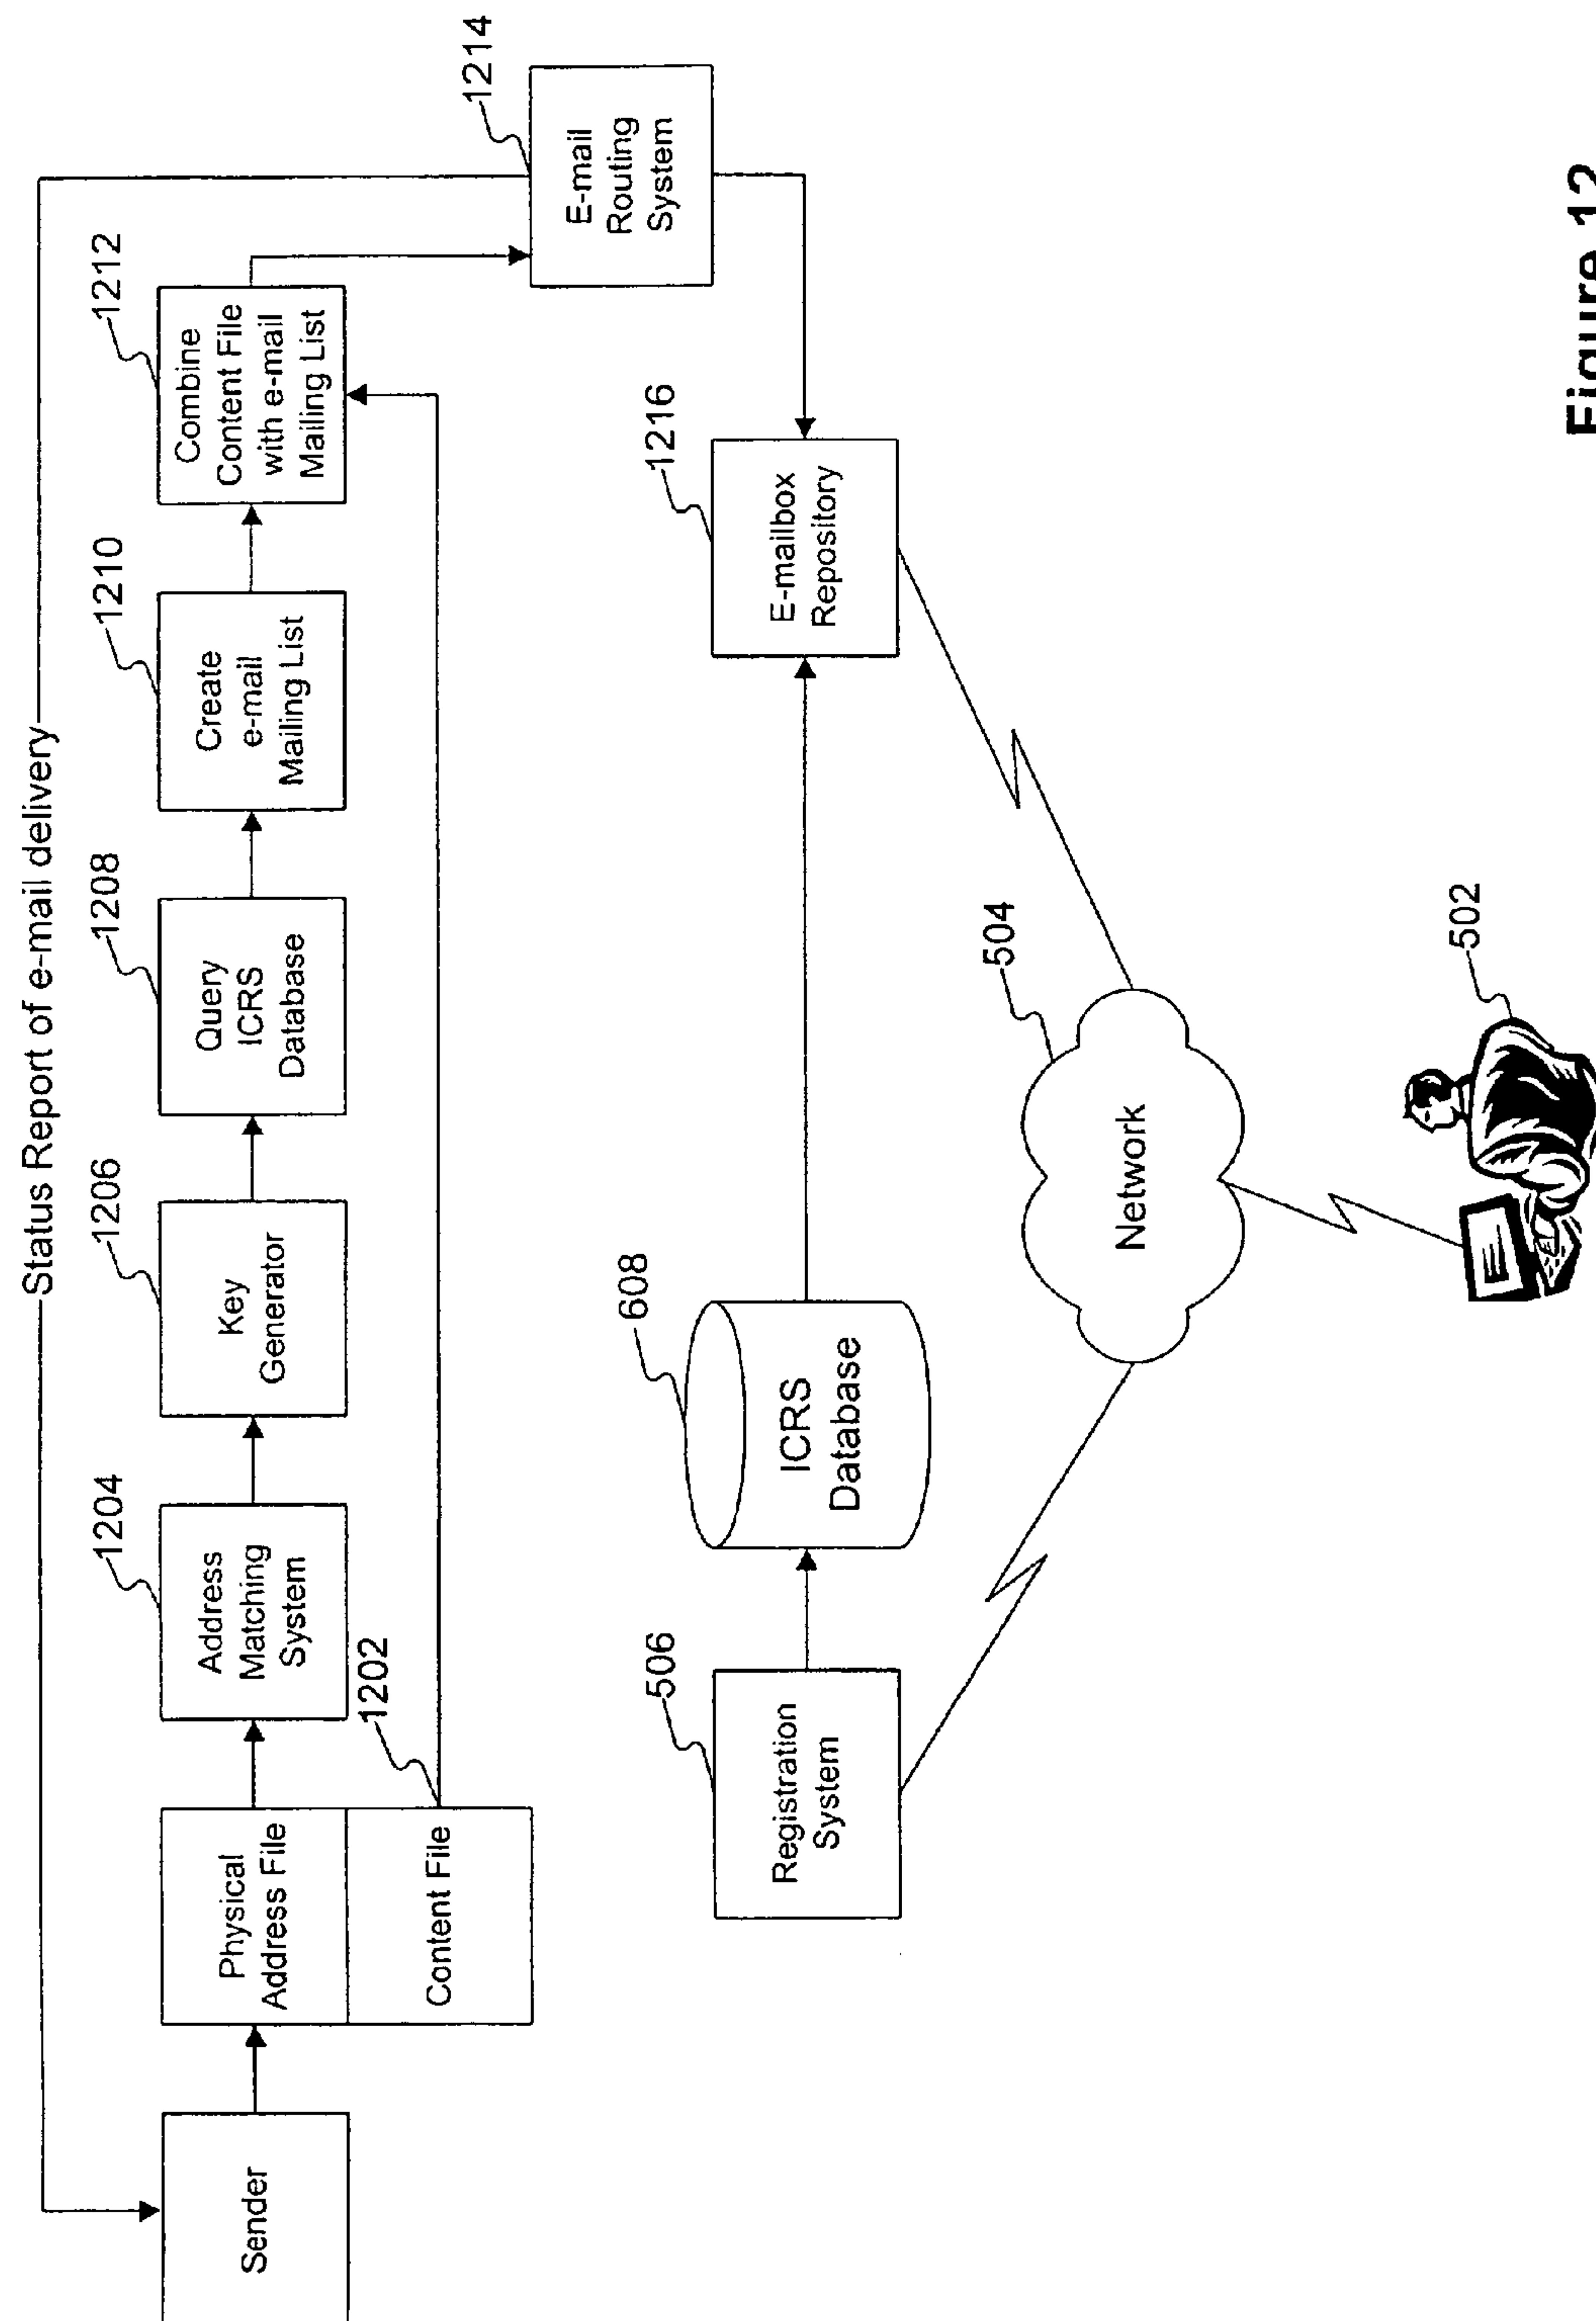 Status Report of e-mail delivery
Sender
Physical
Address File
Content File
1202
Address
Matching
System
1204
Key
Generator
1206
Query
ICRS
Database
1208
Create
e-mail
Mailing List
1210
Combine
Content File
with e-mail
Mailing List
1212
E-mail
Routing
System
1214
Registration
System
506
ICRS
Database
608
E-mailbox
Repository
1216
Network
504
502
Figure 12